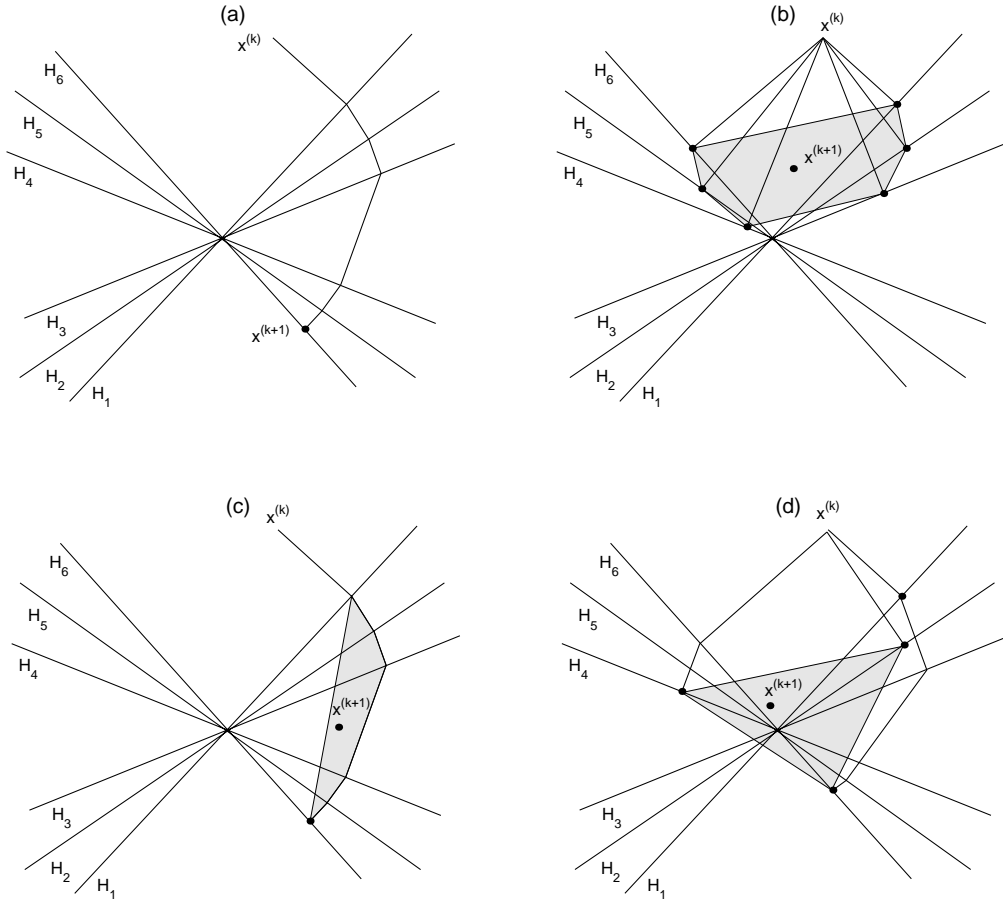 (a)
x^(k)
H_6
H_5
H_4
H_3
H_2
H_1
x^(k+1)
(b)
x^(k)
H_6
H_5
H_4
x^(k+1)
H_3
H_2
H_1
(c)
x^(k)
H_6
H_5
H_4
x^(k+1)
H_3
H_2
H_1
(d)
x^(k)
H_6
H_5
H_4
x^(k+1)
H_3
H_2
H_1